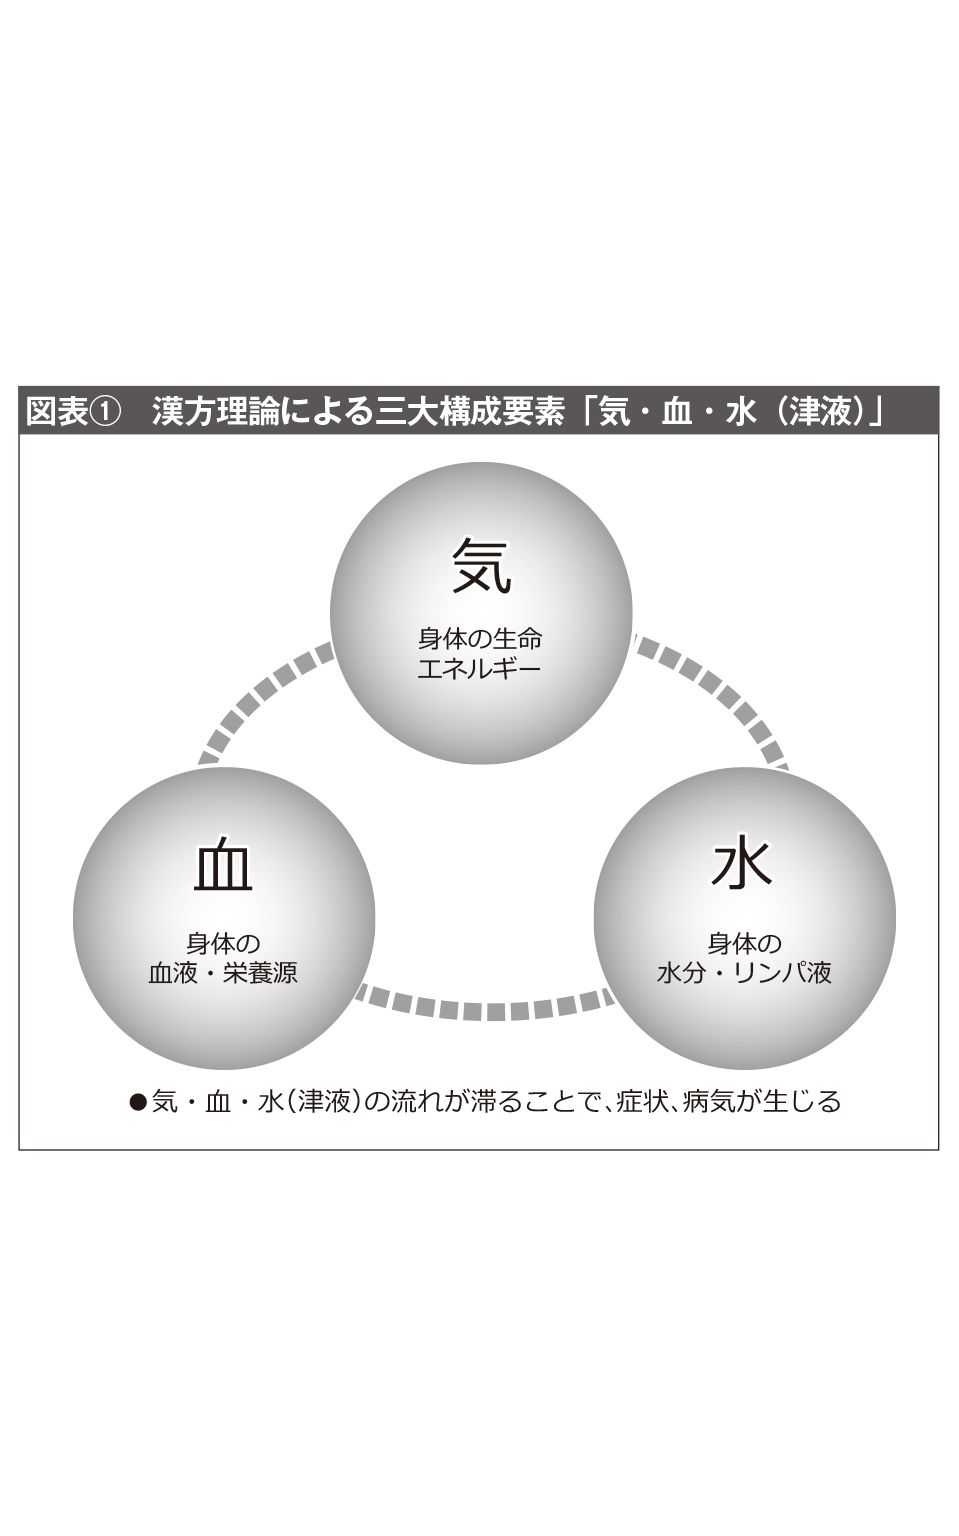 図表①　漢方理論による三大構成要素「気・血・水（津液）」
気
身体の生命
エネルギー
血
身体の
血液・栄養源
水
身体の
水分・リンパ液
●気・血・水（津液）の流れが滞ることで、症状、病気が生じる